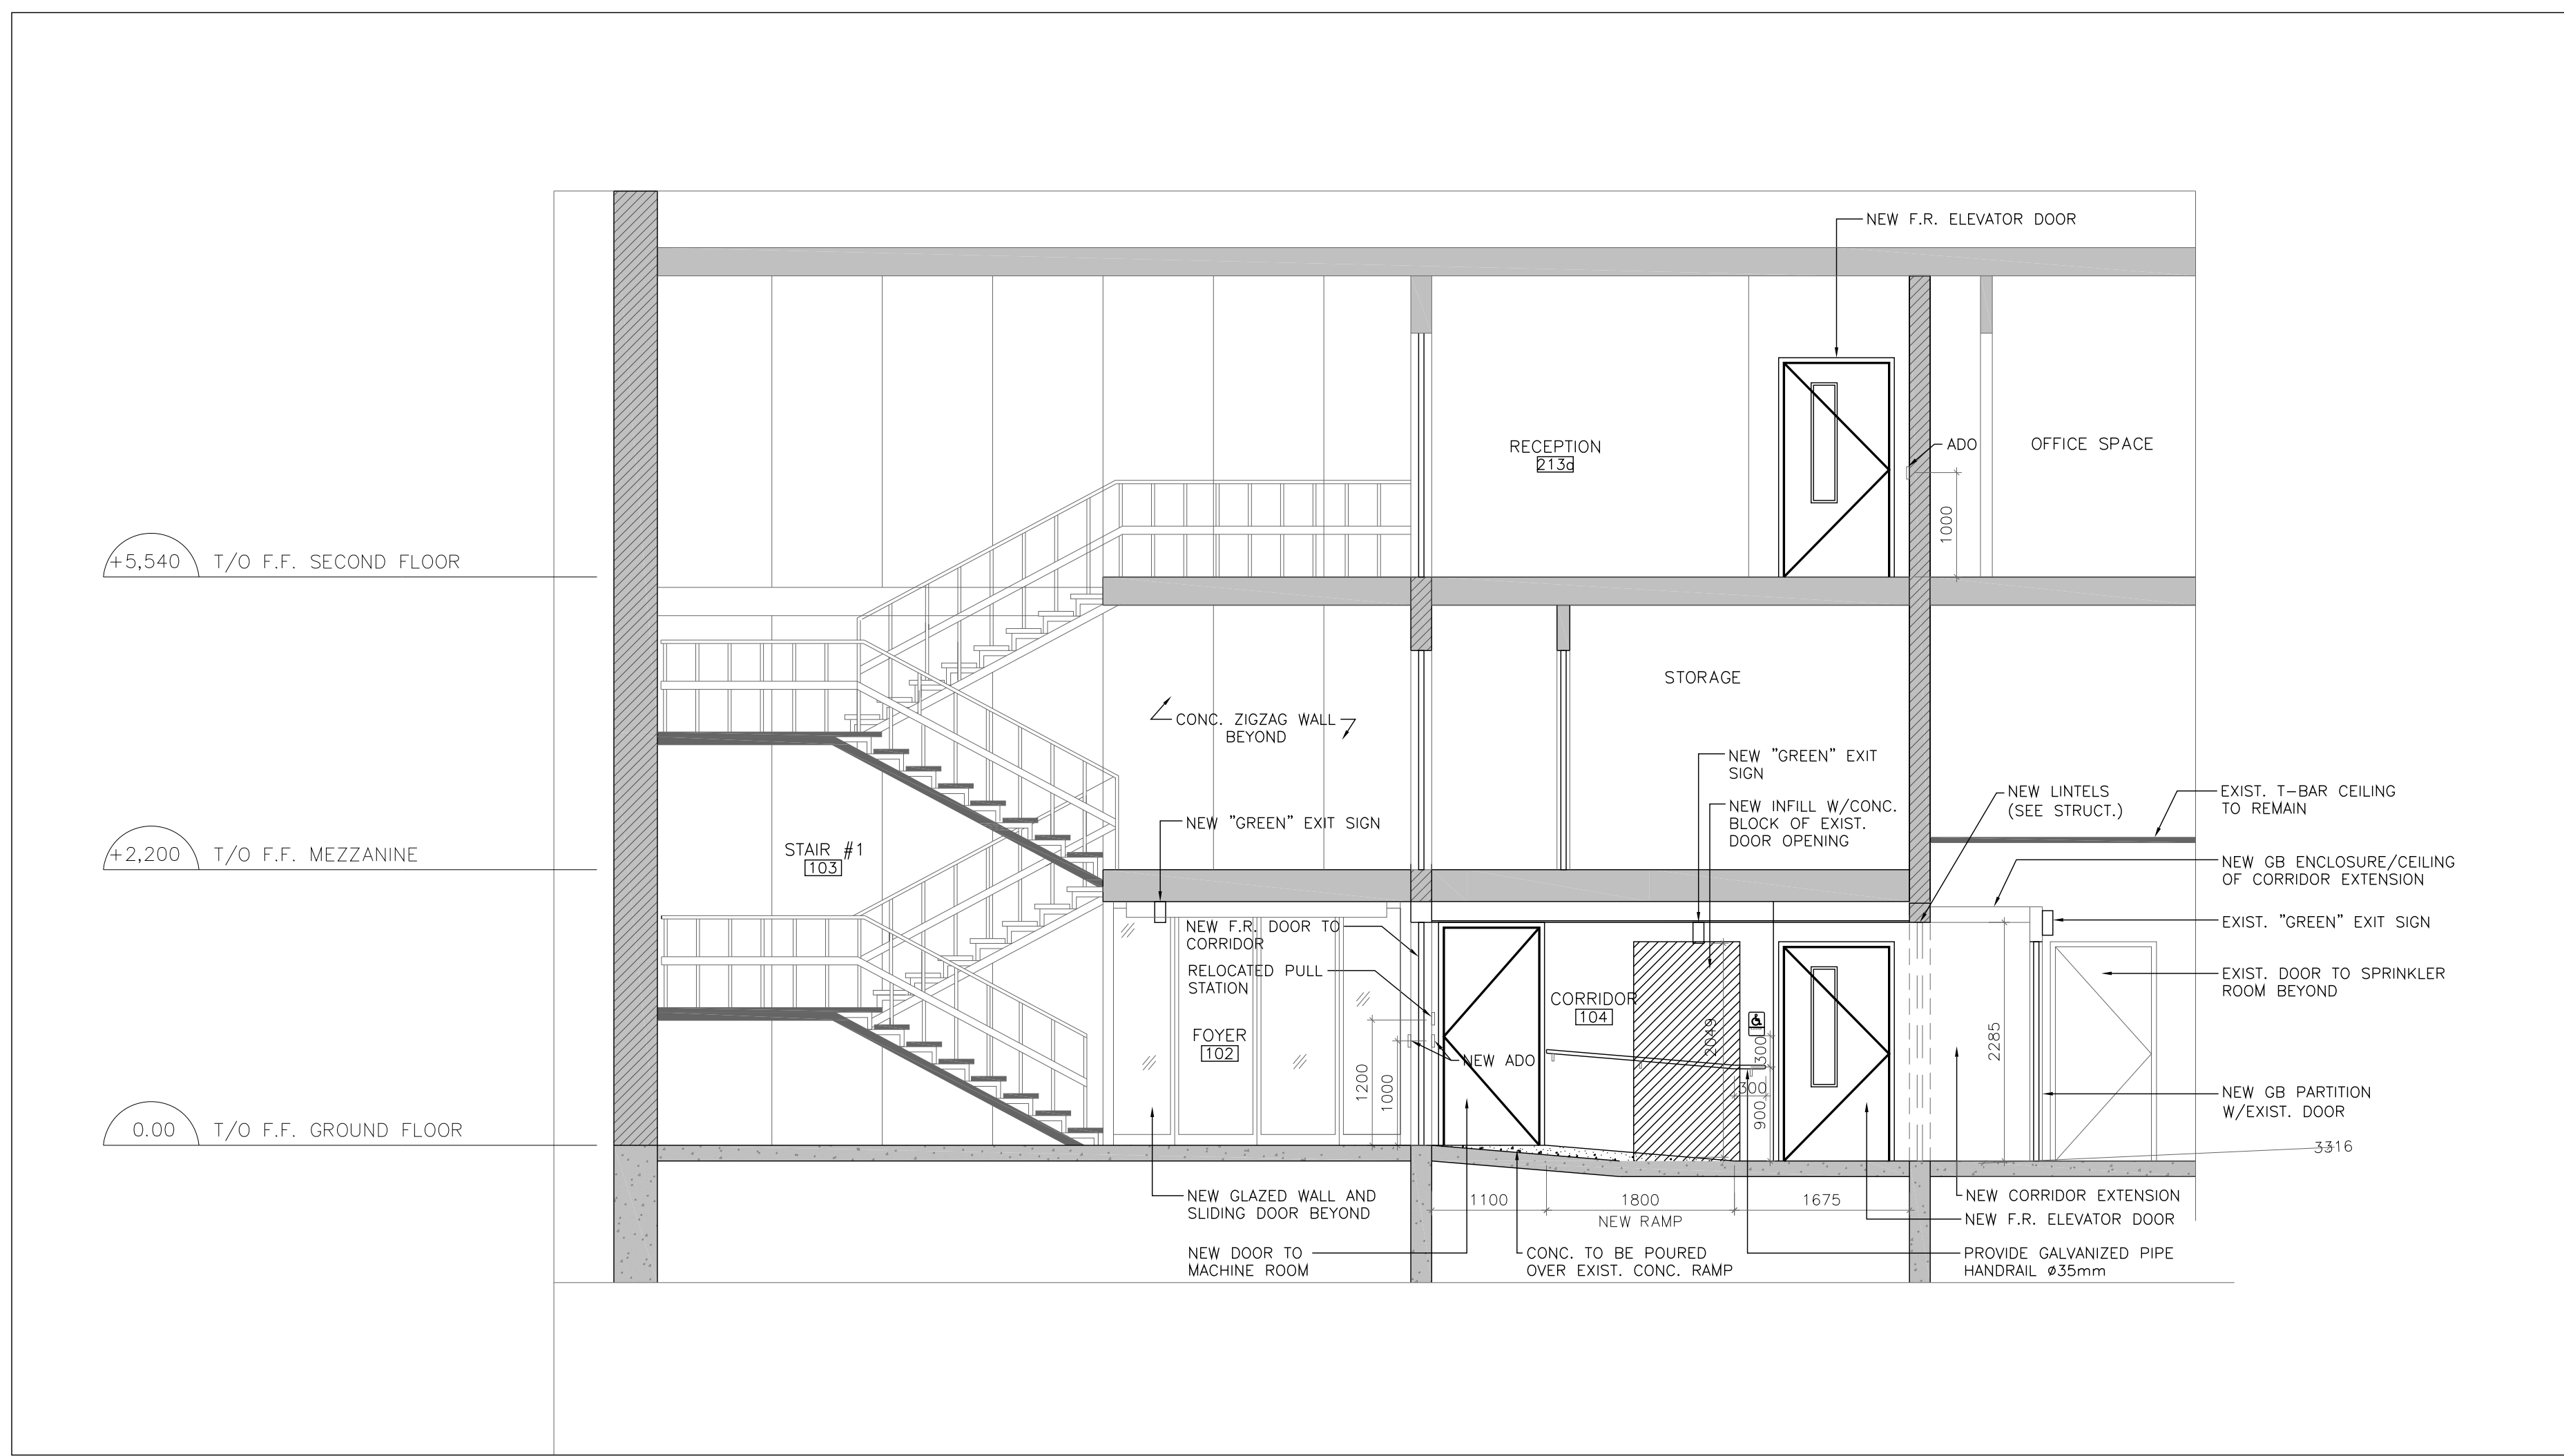 NEW F.R. ELEVATOR DOOR
RECEPTION
213a
ADO
OFFICE SPACE
1000
+5,540 T/O F.F. SECOND FLOOR
STORAGE
CONC. ZIGZAG WALL
BEYOND
NEW "GREEN" EXIT
SIGN
NEW INFILL W/CONC.
BLOCK OF EXIST.
DOOR OPENING
NEW LINTELS
(SEE STRUCT.)
EXIST. T-BAR CEILING
TO REMAIN
NEW "GREEN" EXIT SIGN
STAIR #1
103
+2,200 T/O F.F. MEZZANINE
NEW GB ENCLOSURE/CEILING
OF CORRIDOR EXTENSION
NEW F.R. DOOR TO
CORRIDOR
EXIST. "GREEN" EXIT SIGN
RELOCATED PULL
STATION
EXIST. DOOR TO SPRINKLER
ROOM BEYOND
CORRIDOR
104
FOYER
102
NEW ADO
1200
1000
2049
300
300
900
2285
NEW GB PARTITION
W/EXIST. DOOR
0.00 T/O F.F. GROUND FLOOR
3316
NEW GLAZED WALL AND
SLIDING DOOR BEYOND
1100
1800
1675
NEW RAMP
NEW CORRIDOR EXTENSION
NEW F.R. ELEVATOR DOOR
NEW DOOR TO
MACHINE ROOM
CONC. TO BE POURED
OVER EXIST. CONC. RAMP
PROVIDE GALVANIZED PIPE
HANDRAIL ø35mm